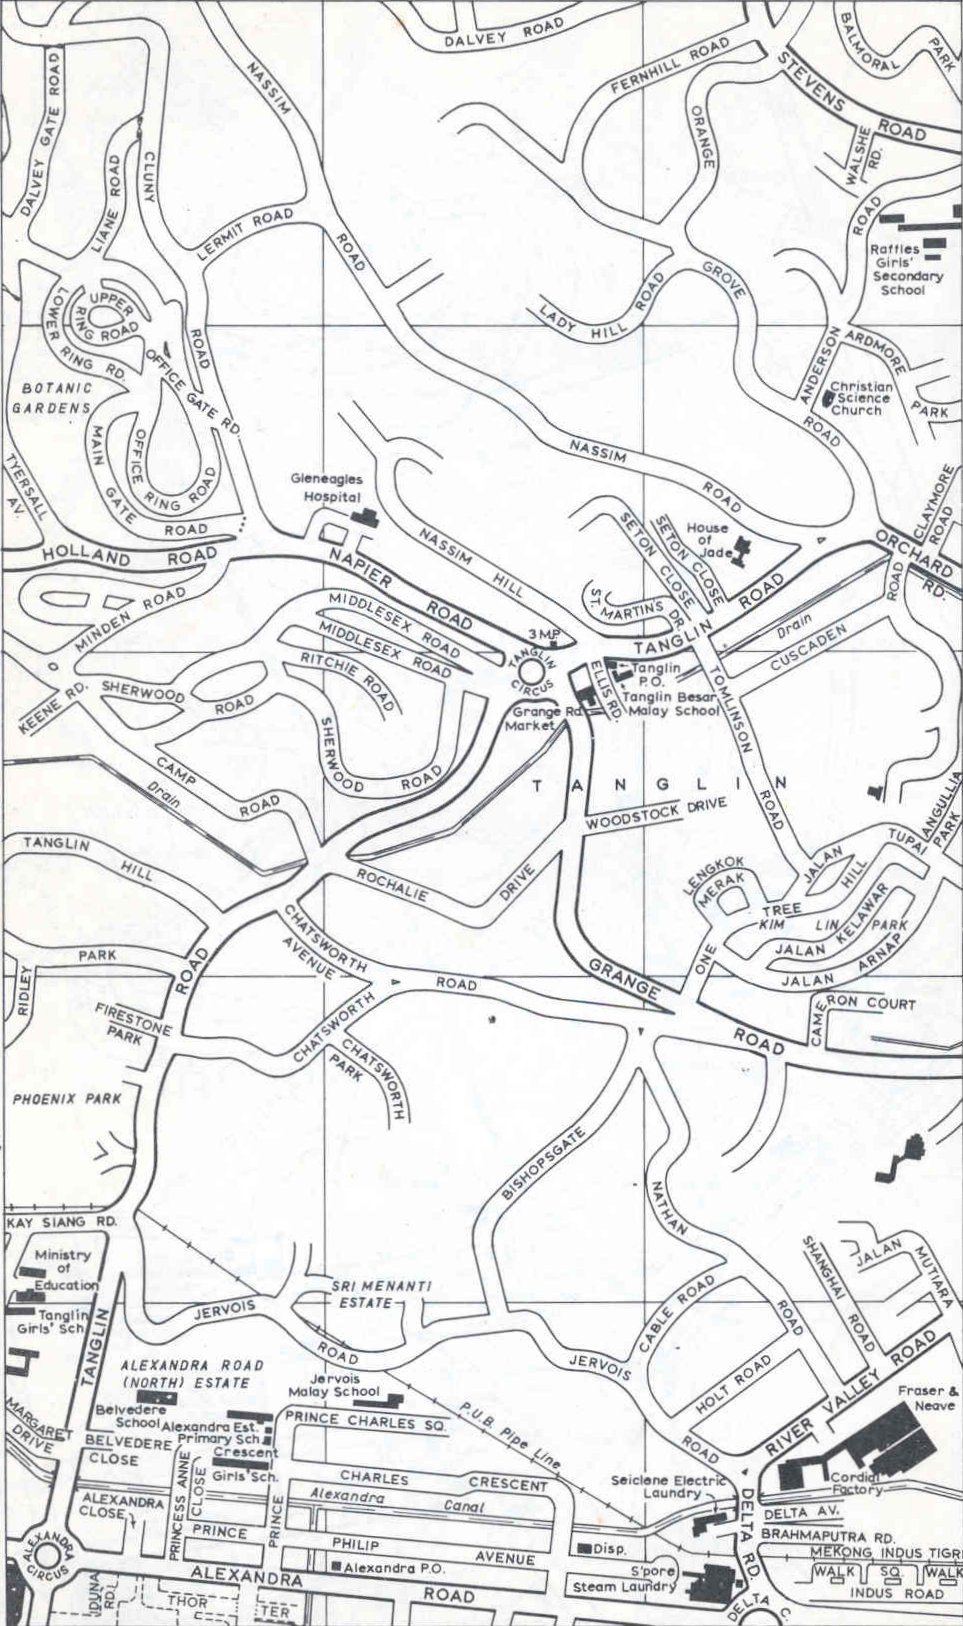 DALVEY ROAD
BALMORAL
PARK
FERNHILL ROAD
STEVENS
ROAD
NASSIM
DALVEY GATE ROAD
LIANE ROAD
CLUNY
ORANGE
WALSHE
RD.
ROAD
LERMIT ROAD
ROAD
Raffles
Girls'
Secondary
School
LADY HILL
ROAD
GROVE
UPPER
RING ROAD
LOWER RING RD.
ROAD
ANDERSON
ARDMORE
PARK
BOTANIC
GARDENS
OFFICE GATE RD.
Christian
Science
Church
ROAD
MAIN
GATE
ROAD
OFFICE
RING ROAD
TYERSALL
AV.
NASSIM
ROAD
Gleneagles
Hospital
CLAYMORE
ROAD
HOLLAND ROAD
NAPIER
ROAD
NASSIM HILL
SETON CLOSE
SETON CLOSE
House
of
Jade
ORCHARD
RD.
MINDEN ROAD
MIDDLESEX ROAD
MIDDLESEX ROAD
ST. MARTIN'S DR.
TANGLIN
ROAD
Drain
CUSCADEN
ROAD
3 MP
TANGLIN
CIRCUS
RITCHIE ROAD
ELLIS RD.
Tanglin
P.O.
Tanglin Besar
Malay School
Grange Rd.
Market
KEENE RD.
SHERWOOD
ROAD
SHERWOOD
ROAD
TOMLINSON
ROAD
CAMP
ROAD
Drain
TANGLIN
WOODSTOCK DRIVE
ANGULLIA
PARK
TANGLIN
HILL
ROCHALIE
DRIVE
LENGKOK
MERAK
JALAN
TUPAI
HILL
TREE
ONE
KIM LIN PARK
JALAN KELAWAR
JALAN ARNAP
CHATSWORTH
AVENUE
ROAD
GRANGE
ROAD
PARK
RIDLEY
ROAD
FIRESTONE
PARK
CHATSWORTH
PARK
CHATSWORTH
CAMERON COURT
PHOENIX PARK
BISHOPSGATE
NATHAN
ROAD
KAY SIANG RD.
Ministry
of
Education
Tanglin
Girls' Sch.
TANGLIN
JERVOIS
ROAD
SRI MENANTI
ESTATE
JERVOIS
ROAD
CABLE ROAD
HOLT ROAD
SHANGHAI ROAD
JALAN
MUTIARA
RIVER VALLEY ROAD
Fraser &
Neave
ALEXANDRA ROAD
(NORTH) ESTATE
Jervois
Malay School
P.U.B. Pipe Line
MARGARET
DRIVE
Belvedere
School
Alexandra Est.
Primary Sch.
PRINCE CHARLES SQ.
BELVEDERE
CLOSE
Crescent
Girls' Sch.
CHARLES CRESCENT
Seiclene Electric
Laundry
Cordial
Factory
ALEXANDRA
CLOSE
PRINCESS ANNE
CLOSE
PRINCE
Alexandra Canal
DELTA RD.
DELTA AV.
BRAHMAPUTRA RD.
PRINCE PHILIP AVENUE
Disp.
MEKONG INDUS TIGRI
WALK SQ. WALK
INDUS ROAD
ALEXANDRA
CIRCUS
ALEXANDRA ROAD
Alexandra P.O.
S'pore
Steam Laundry
IDUNA
RD.
THOR
TER
DELTA C.